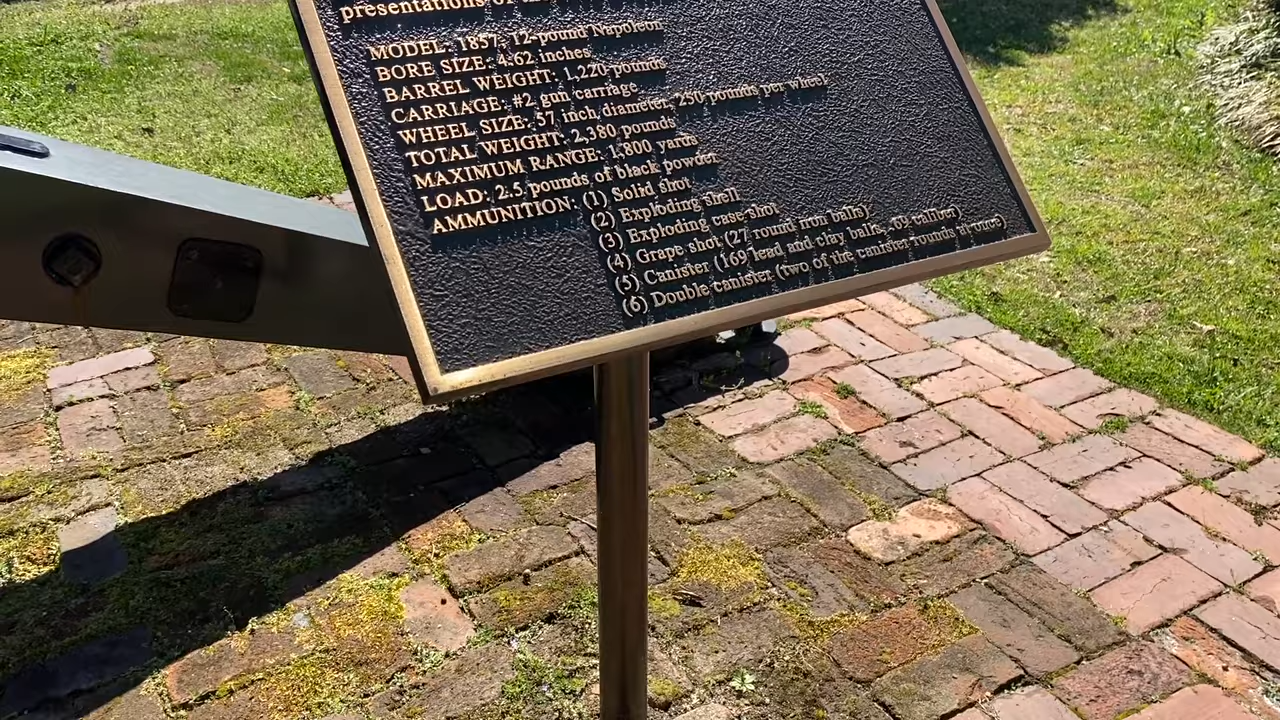 presentations of the
MODEL: 1857, 12-pound Napoleon
BORE SIZE: 4.62 inches
BARREL WEIGHT: 1,220 pounds
CARRIAGE: #2 gun carriage
WHEEL SIZE: 57 inch diameter, 250 pounds per wheel
TOTAL WEIGHT: 2,380 pounds
MAXIMUM RANGE: 1,800 yards
LOAD: 2.5 pounds of black powder
AMMUNITION: (1) Solid shot
(2) Exploding shell
(3) Exploding case shot
(4) Grape shot (27 round iron balls)
(5) Canister (169 lead and clay balls, .69 caliber)
(6) Double canister (two of the canister rounds at once)